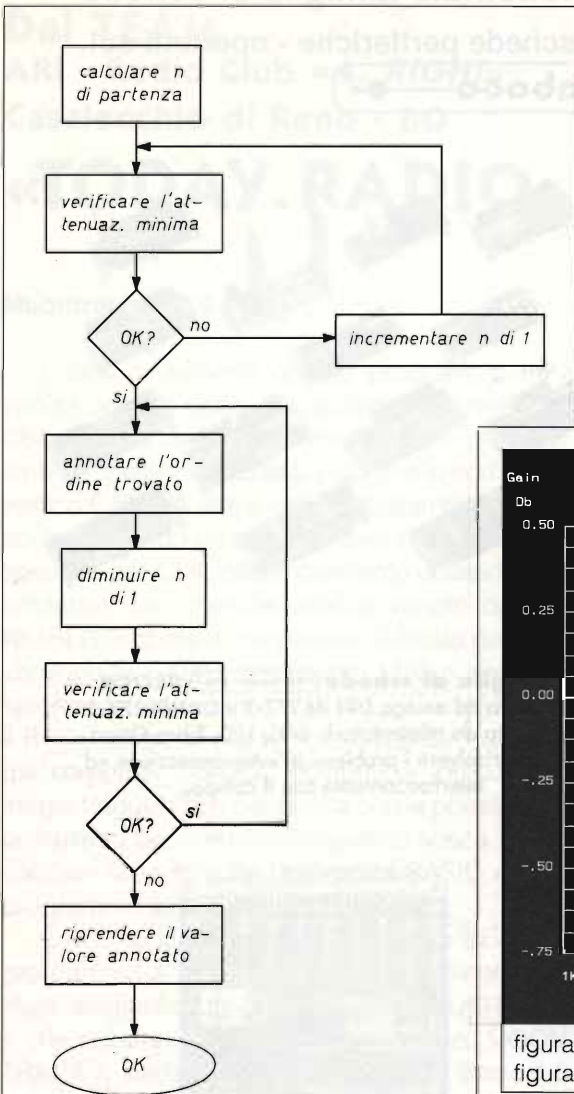 calcolare n
di partenza
verificare l'at-
tenuaz. minima
OK?
no
incrementare n di 1
si
annotare l'or-
dine trovato
diminuire n
di 1
verificare l'at-
tenuaz. minima
OK?
si
no
riprendere il va-
lore annotato
OK
Gain
Db
0.50
0.25
0.00
-.25
-.50
-.75
1K
figura
figura